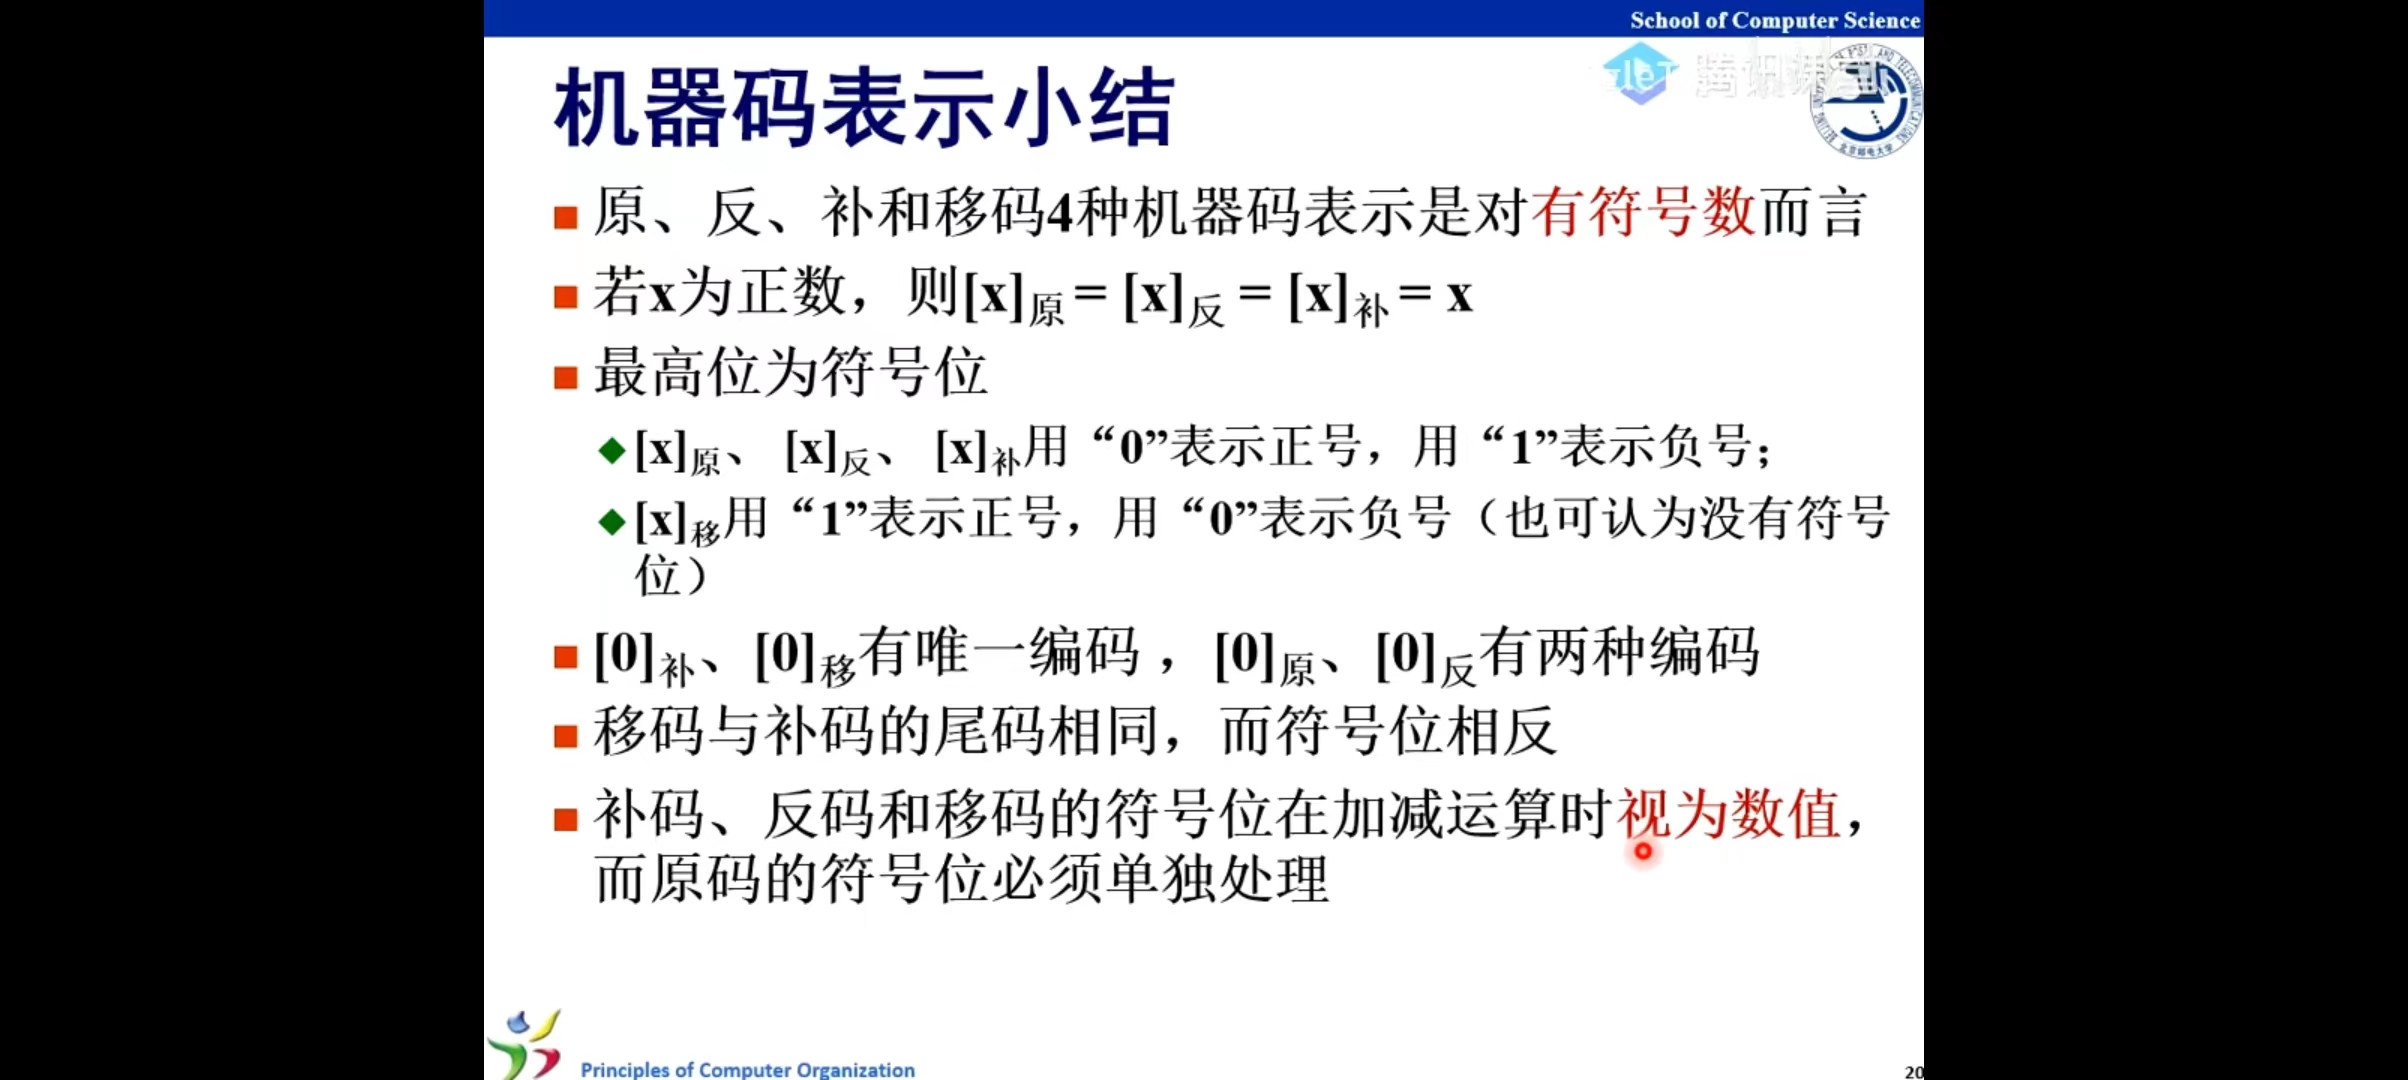 School of Computer Science
腾讯课堂
机器码表示小结
原、反、补和移码4种机器码表示是对有符号数而言
若x为正数，则[x]原 = [x]反 = [x]补 = x
最高位为符号位
[x]原、 [x]反、 [x]补用“0”表示正号，用“1”表示负号；
[x]移用“1”表示正号，用“0”表示负号（也可认为没有符号
位）
[0]补、[0]移有唯一编码 ，[0]原、[0]反有两种编码
移码与补码的尾码相同，而符号位相反
补码、反码和移码的符号位在加减运算时视为数值，
而原码的符号位必须单独处理
Principles of Computer Organization
20